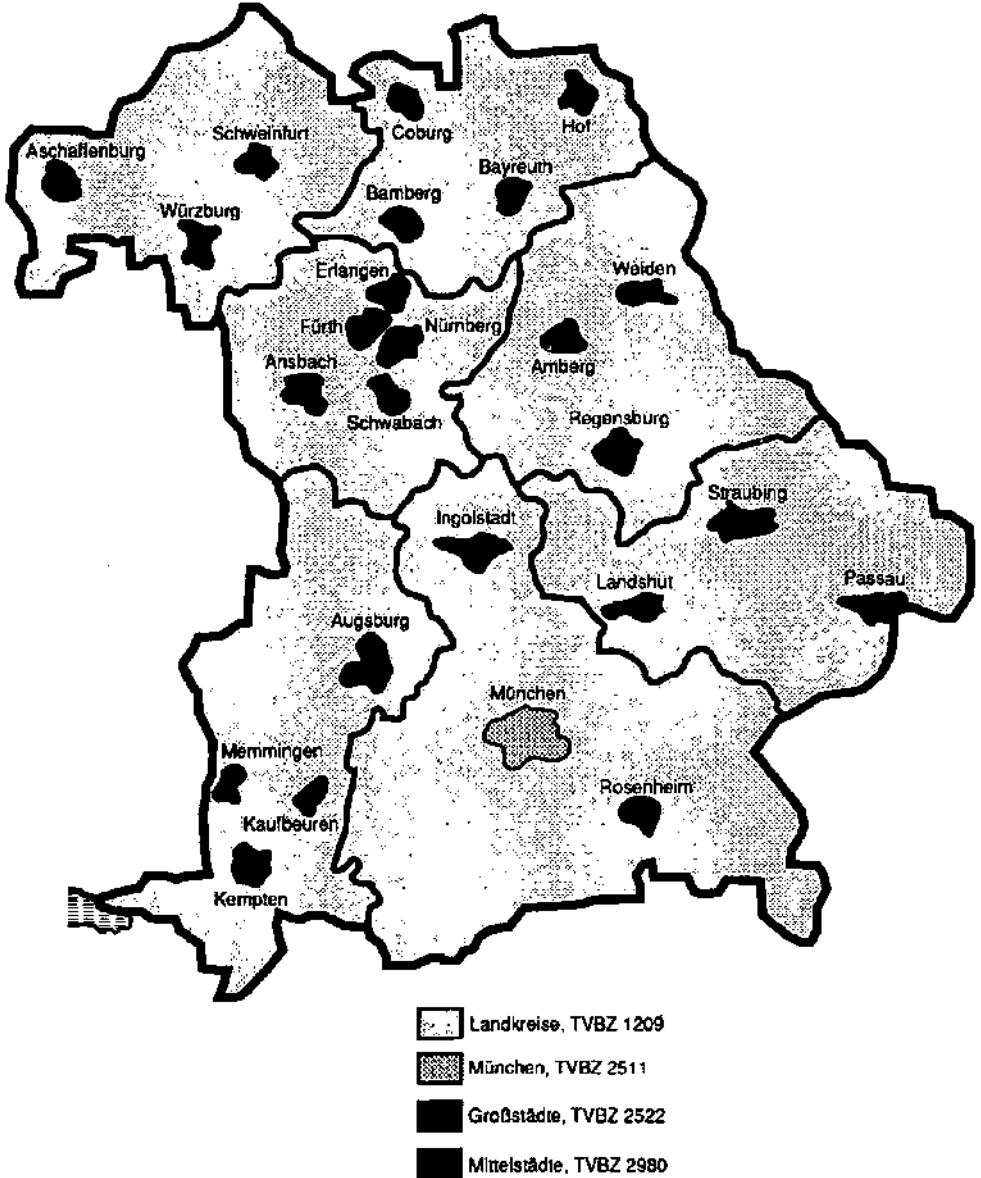 Coburg
Hof
Schweinfurt
Aschaffenburg
Bayreuth
Bamberg
Würzburg
Weiden
Erlangen
Fürth
Nürnberg
Ansbach
Amberg
Schwabach
Regensburg
Straubing
Ingolstadt
Landshut
Passau
Augsburg
München
Memmingen
Rosenheim
Kaufbeuren
Kempten
Landkreise, TVBZ 1209
München, TVBZ 2511
Großstädte, TVBZ 2522
Mittelstädte, TVBZ 2980